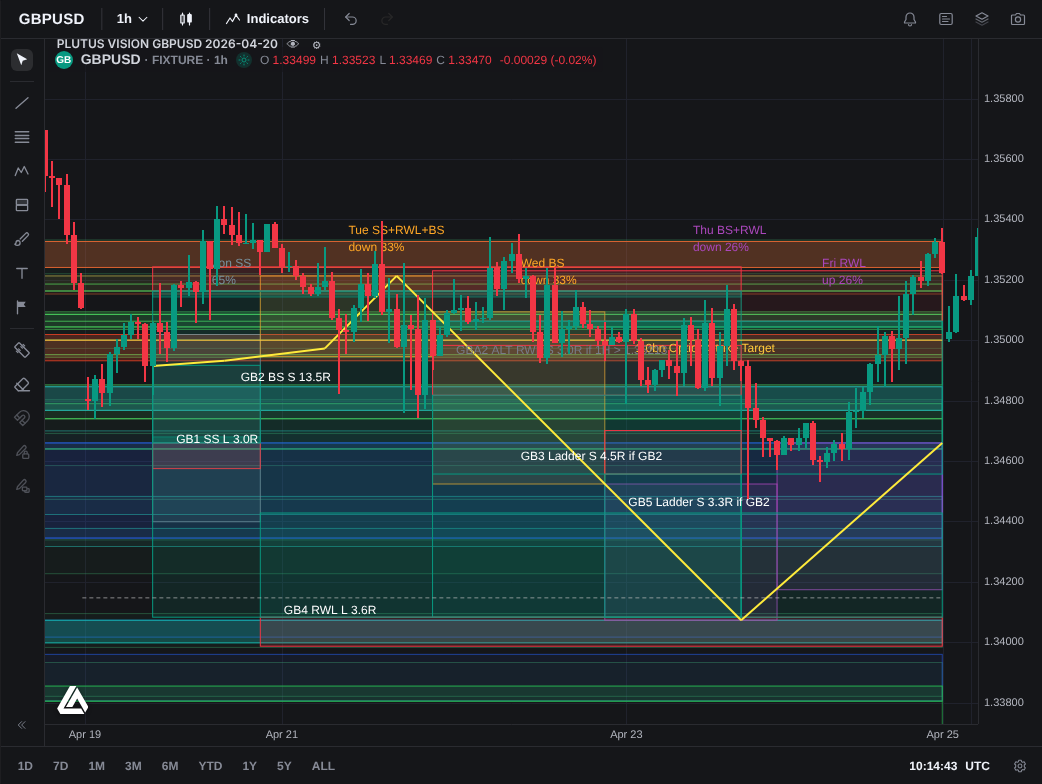 GBPUSD 1h Indicators
PLUTUS VISION GBPUSD 2026-04-20
GB GBPUSD · FIXTURE · 1h O 1.33499 H 1.33523 L 1.33469 C 1.33470 -0.00029 (-0.02%)
1.35800
1.35600
1.35400
Tue SS+RWL+BS
down 33%
Thu BS+RWL
down 26%
SS
Wed BS
down 33%
Fri RWL
up 26%
1.35200
1.35000
GBA2 ALT RWL
Target
GB2 BS S 13.5R
1.34800
GB1 SS L 3.0R
GB3 Ladder S 4.5R if GB2
1.34600
GB5 Ladder S 3.3R if GB2
1.34400
1.34200
GB4 RWL L 3.6R
1.34000
1.33800
Apr 19 Apr 21 Apr 23 Apr 25
1D 7D 1M 3M 6M YTD 1Y 5Y ALL 10:14:43 UTC